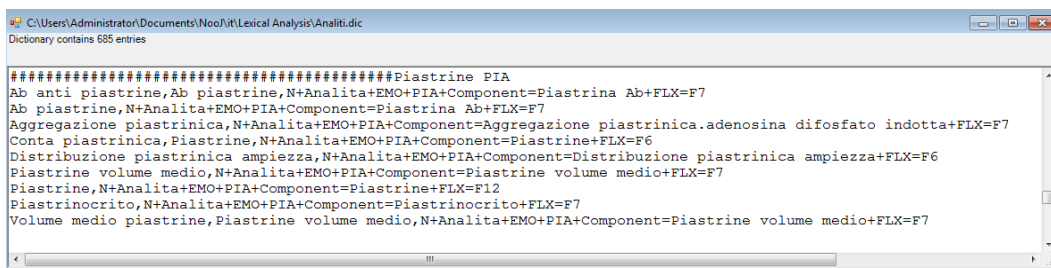 C:\Users\Administrator\Documents\NooJ\it\Lexical Analysis\Analiti.dic
Dictionary contains 685 entries
###########################################Piastrine PIA
Ab anti piastrine,Ab piastrine,N+Analita+EMO+PIA+Component=Piastrina Ab+FLX=F7
Ab piastrine,N+Analita+EMO+PIA+Component=Piastrina Ab+FLX=F7
Aggregazione piastrinica,N+Analita+EMO+PIA+Component=Aggregazione piastrinica.adenosina difosfato indotta+FLX=F7
Conta piastrinica,Piastrine,N+Analita+EMO+PIA+Component=Piastrine+FLX=F6
Distribuzione piastrinica ampiezza,N+Analita+EMO+PIA+Component=Distribuzione piastrinica ampiezza+FLX=F6
Piastrine volume medio,N+Analita+EMO+PIA+Component=Piastrine volume medio+FLX=F7
Piastrine,N+Analita+EMO+PIA+Component=Piastrine+FLX=F12
Piastrinocrito,N+Analita+EMO+PIA+Component=Piastrinocrito+FLX=F7
Volume medio piastrine,Piastrine volume medio,N+Analita+EMO+PIA+Component=Piastrine volume medio+FLX=F7